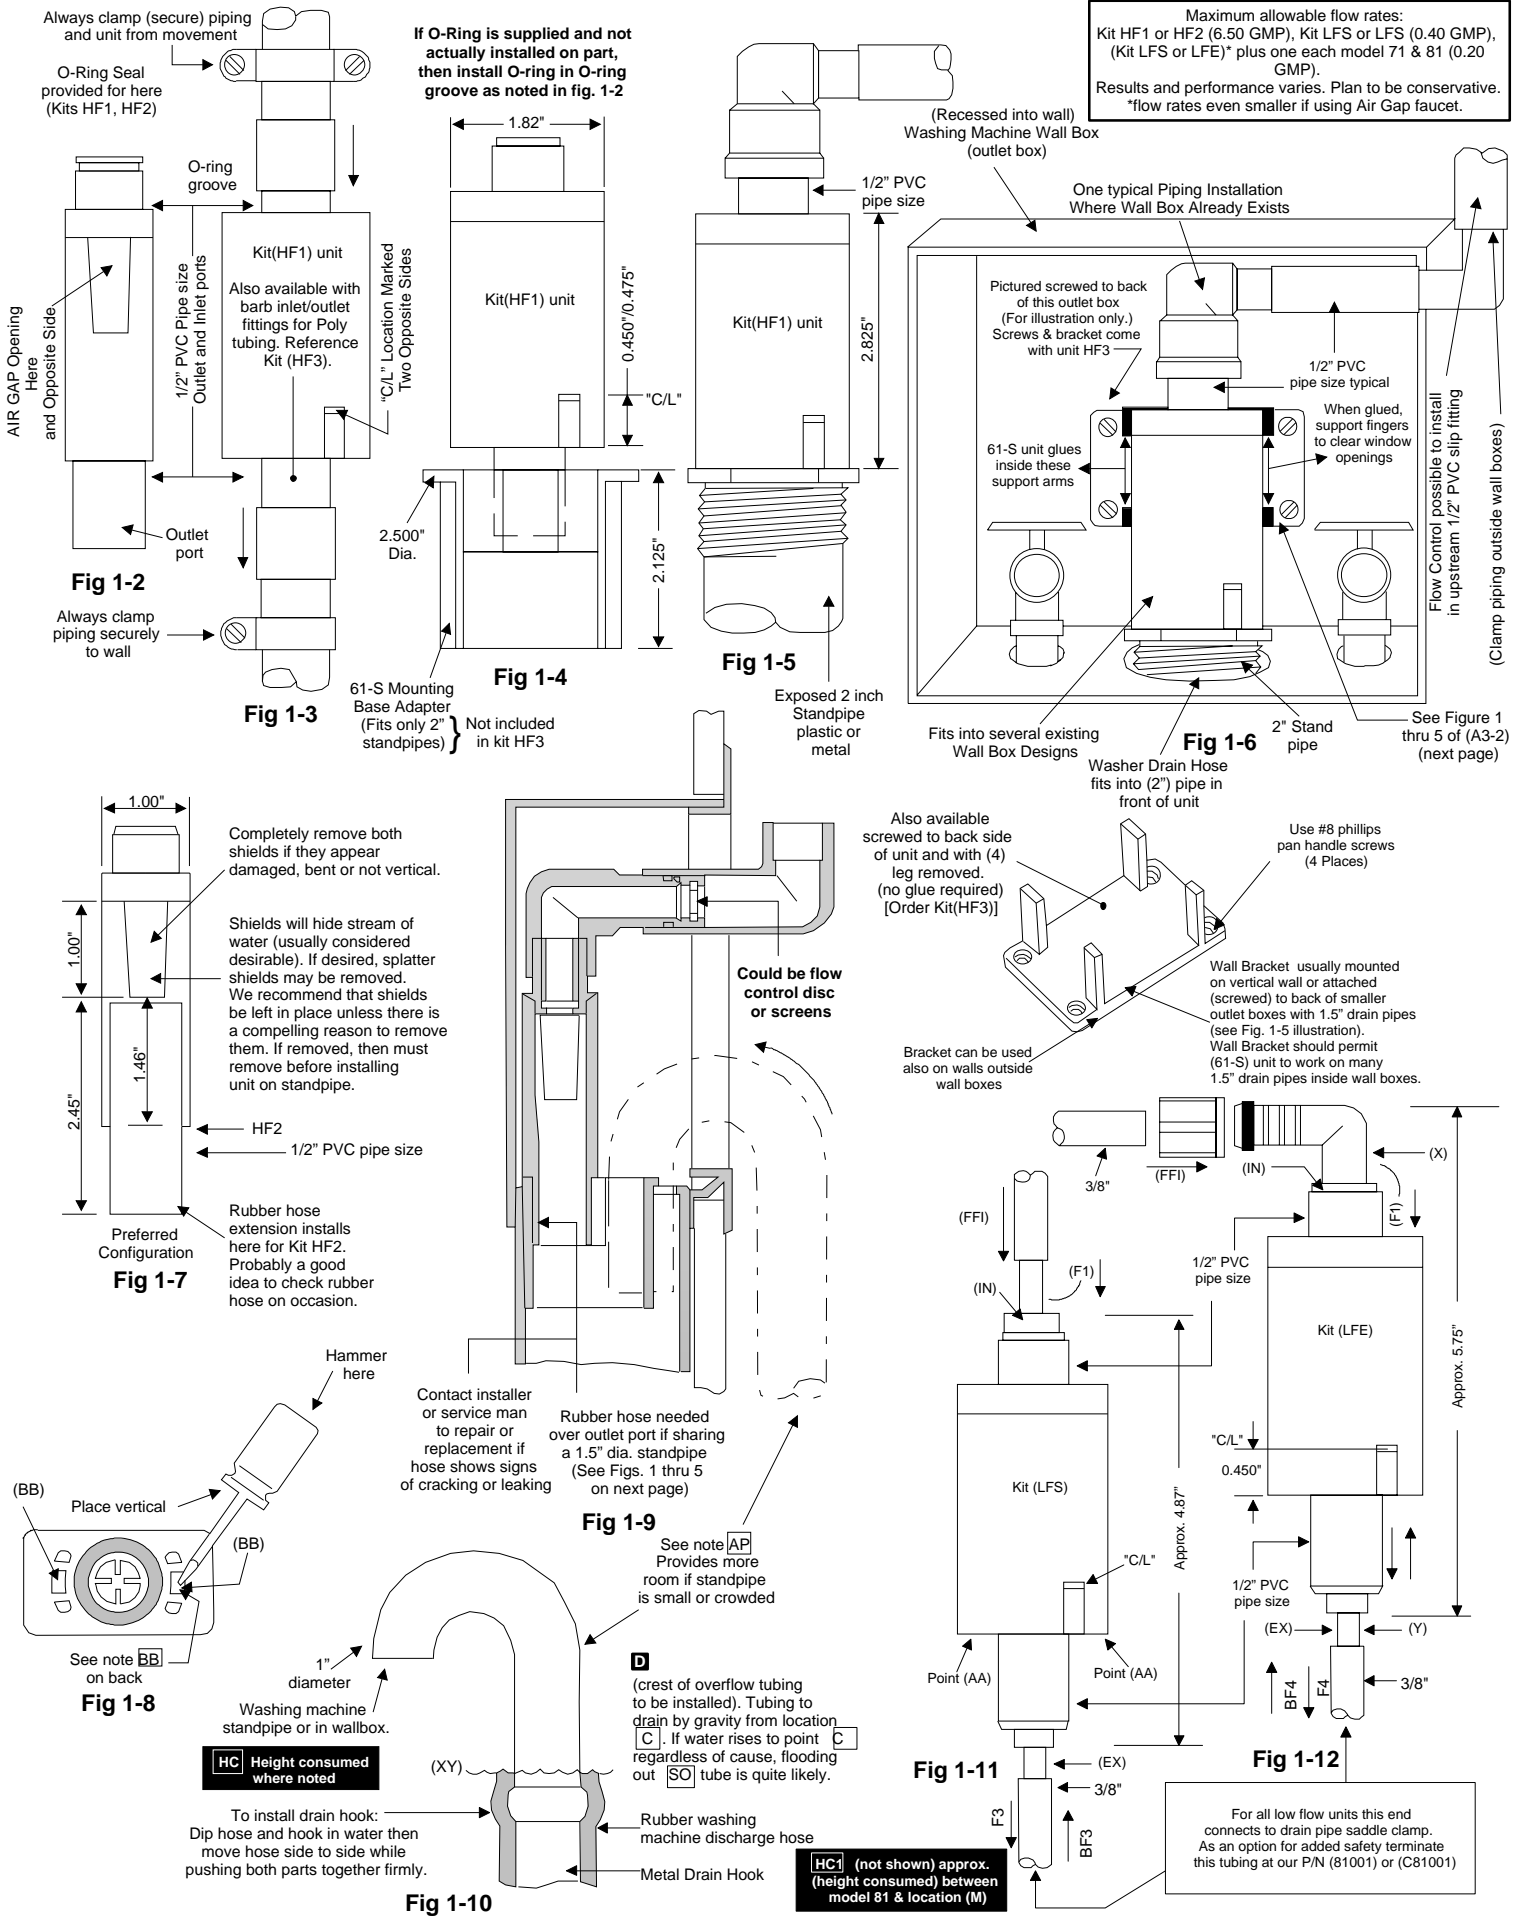 Always clamp (secure) piping
and unit from movement
O-Ring Seal
provided for here
(Kits HF1, HF2)
O-ring
groove
AIR GAP Opening
Here
and Opposite Side
1/2” PVC Pipe size
Outlet and Inlet ports
Outlet
port
Fig 1-2
Always clamp
piping securely
to wall
Kit(HF1) unit
Also available with
barb inlet/outlet
fittings for Poly
tubing. Reference
Kit (HF3).
“C/L” Location Marked
Two Opposite Sides
Fig 1-3
If O-Ring is supplied and not
actually installed on part,
then install O-ring in O-ring
groove as noted in fig. 1-2
1.82"
Kit(HF1) unit
0.450"/0.475"
"C/L"
2.500"
Dia.
2.125"
Fig 1-4
61-S Mounting
Base Adapter
(Fits only 2”
standpipes)
} Not included
in kit HF3
1/2” PVC
pipe size
Kit(HF1) unit
2.825"
Fig 1-5
Exposed 2 inch
Standpipe
plastic or
metal
Maximum allowable flow rates:
Kit HF1 or HF2 (6.50 GMP), Kit LFS or LFS (0.40 GMP),
(Kit LFS or LFE)* plus one each model 71 & 81 (0.20
GMP).
Results and performance varies. Plan to be conservative.
*flow rates even smaller if using Air Gap faucet.
(Recessed into wall)
Washing Machine Wall Box
(outlet box)
One typical Piping Installation
Where Wall Box Already Exists
Pictured screwed to back
of this outlet box
(For illustration only.)
Screws & bracket come
with unit HF3
1/2” PVC
pipe size typical
When glued,
support fingers
to clear window
openings
61-S unit glues
inside these
support arms
Flow Control possible to install
in upstream 1/2” PVC slip fitting
(Clamp piping outside wall boxes)
Fits into several existing
Wall Box Designs
Fig 1-6
2" Stand
pipe
See Figure 1
thru 5 of (A3-2)
(next page)
Washer Drain Hose
fits into (2”) pipe in
front of unit
1.00"
Completely remove both
shields if they appear
damaged, bent or not vertical.
Shields will hide stream of
water (usually considered
desirable). If desired, splatter
shields may be removed.
We recommend that shields
be left in place unless there is
a compelling reason to remove
them. If removed, then must
remove before installing
unit on standpipe.
1.00"
1.46"
2.45"
HF2
1/2” PVC pipe size
Rubber hose
extension installs
here for Kit HF2.
Probably a good
idea to check rubber
hose on occasion.
Preferred
Configuration
Fig 1-7
Could be flow
control disc
or screens
Contact installer
or service man
to repair or
replacement if
hose shows signs
of cracking or leaking
Rubber hose needed
over outlet port if sharing
a 1.5” dia. standpipe
(See Figs. 1 thru 5
on next page)
Fig 1-9
Also available
screwed to back side
of unit and with (4)
leg removed.
(no glue required)
[Order Kit(HF3)]
Use #8 phillips
pan handle screws
(4 Places)
Wall Bracket usually mounted
on vertical wall or attached
(screwed) to back of smaller
outlet boxes with 1.5” drain pipes
(see Fig. 1-5 illustration).
Wall Bracket should permit
(61-S) unit to work on many
1.5” drain pipes inside wall boxes.
Bracket can be used
also on walls outside
wall boxes
Hammer
here
Place vertical
(BB)
(BB)
See note BB
on back
Fig 1-8
See note AP
Provides more
room if standpipe
is small or crowded
1”
diameter
Washing machine
standpipe or in wallbox.
HC Height consumed
where noted
(XY)
D
(crest of overflow tubing
to be installed). Tubing to
drain by gravity from location
C . If water rises to point C
regardless of cause, flooding
out SO tube is quite likely.
To install drain hook:
Dip hose and hook in water then
move hose side to side while
pushing both parts together firmly.
Rubber washing
machine discharge hose
Metal Drain Hook
Fig 1-10
(FFI)
(IN)
(F1)
Kit (LFS)
Approx. 4.87”
"C/L"
Point (AA)
Point (AA)
Fig 1-11
(EX)
3/8"
F3
BF3
HC1 (not shown) approx.
(height consumed) between
model 81 & location (M)
3/8"
(FFI)
(IN)
(X)
(F1)
1/2” PVC
pipe size
Kit (LFE)
Approx. 5.75”
"C/L"
0.450"
1/2” PVC
pipe size
(EX)
(Y)
BF4
F4
3/8"
Fig 1-12
For all low flow units this end
connects to drain pipe saddle clamp.
As an option for added safety terminate
this tubing at our P/N (81001) or (C81001)